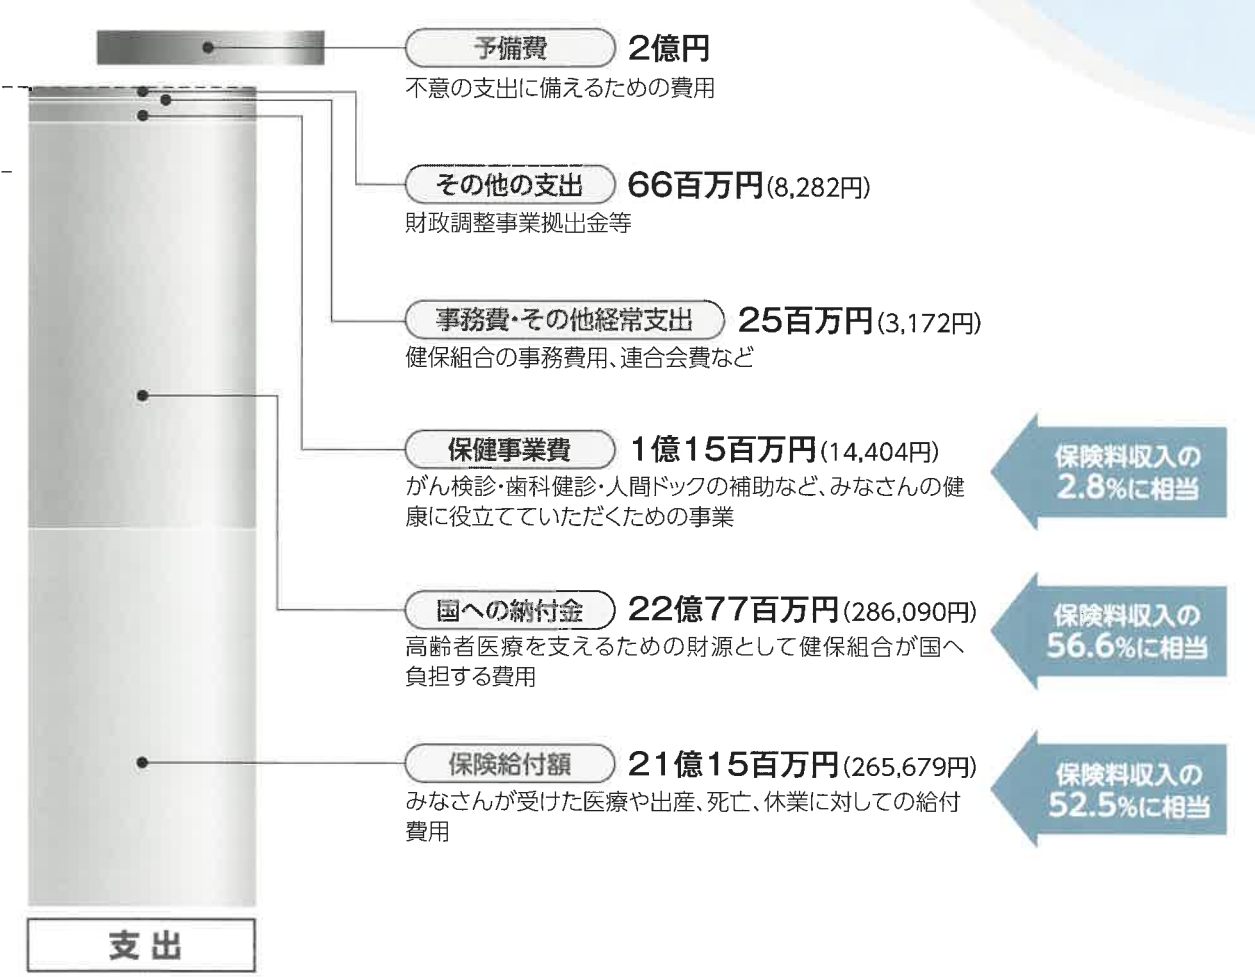 予備費 2億円
不意の支出に備えるための費用
その他の支出 66百万円(8,282円)
財政調整事業拠出金等
事務費・その他経常支出 25百万円(3,172円)
健保組合の事務費用、連合会費など
保健事業費 1億15百万円(14,404円)
がん検診・歯科健診・人間ドックの補助など、みなさんの健
康に役立てていただくための事業
保険料収入の
2.8%に相当
国への納付金 22億77百万円(286,090円)
高齢者医療を支えるための財源として健保組合が国へ
負担する費用
保険料収入の
56.6%に相当
保険給付額 21億15百万円(265,679円)
みなさんが受けた医療や出産、死亡、休業に対しての給付
費用
保険料収入の
52.5%に相当
支出